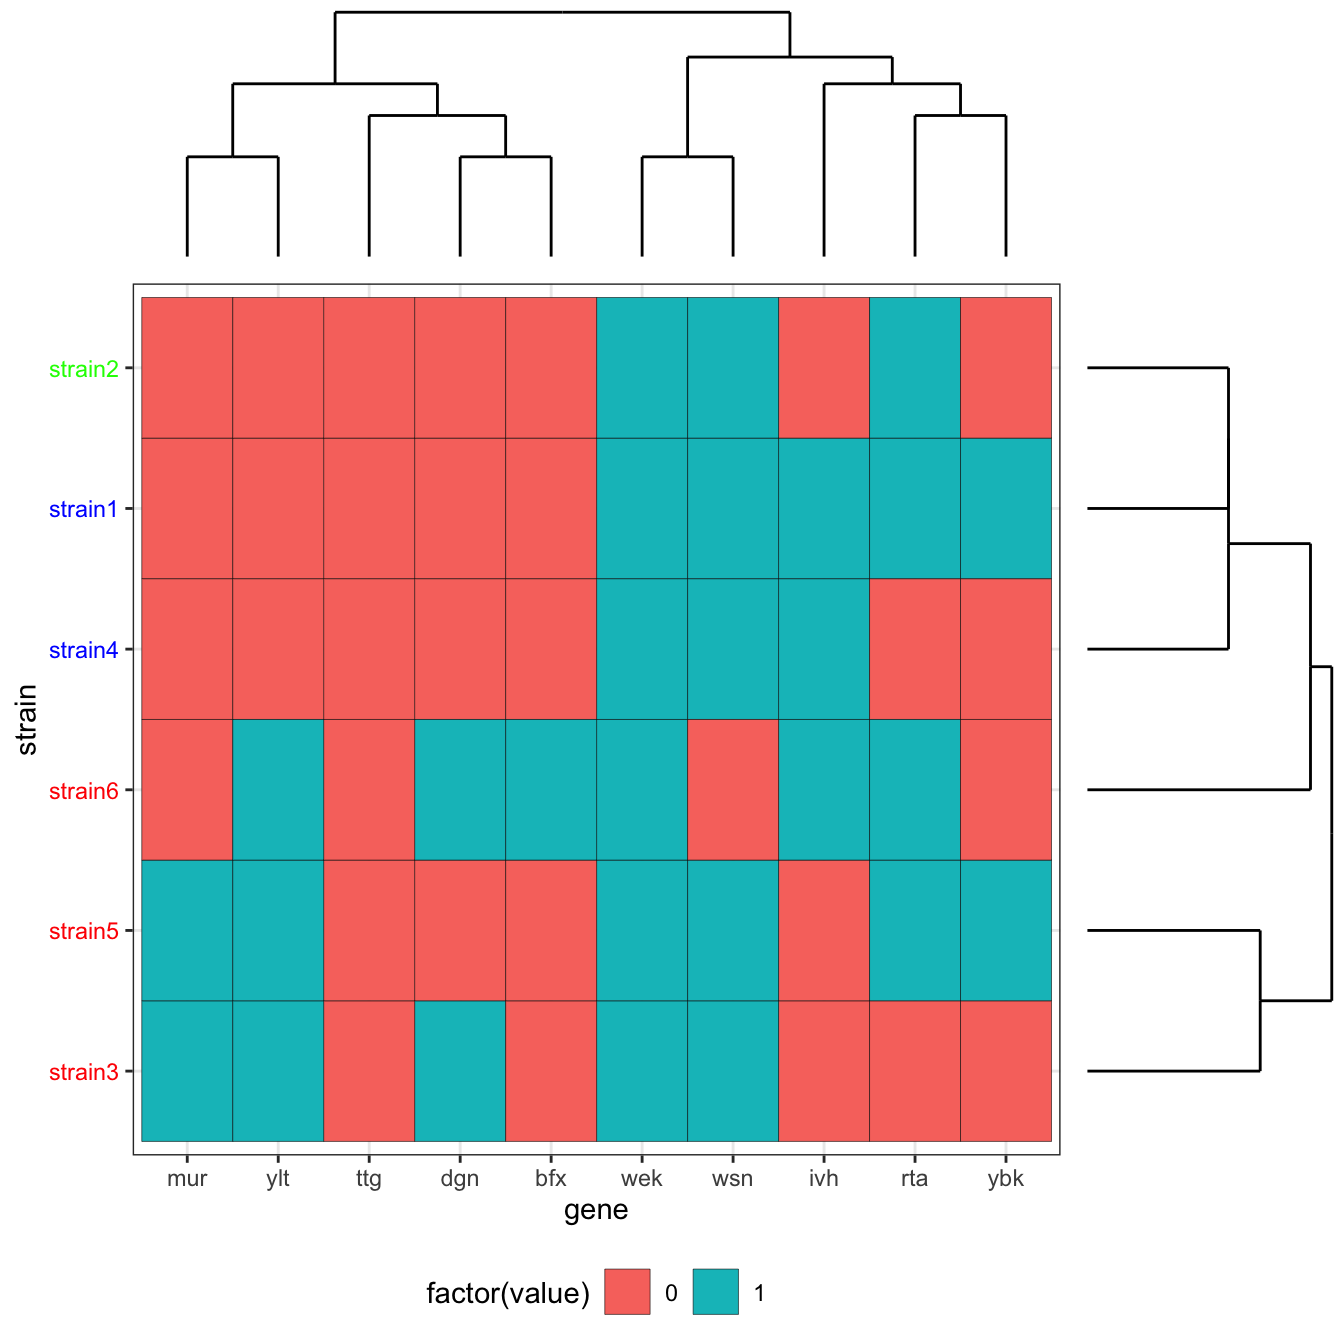 strain2
strain1
strain4
strain
strain6
strain5
strain3
mur ylt ttg dgn bfx wek wsn ivh rta ybk
gene
factor(value) 0 1